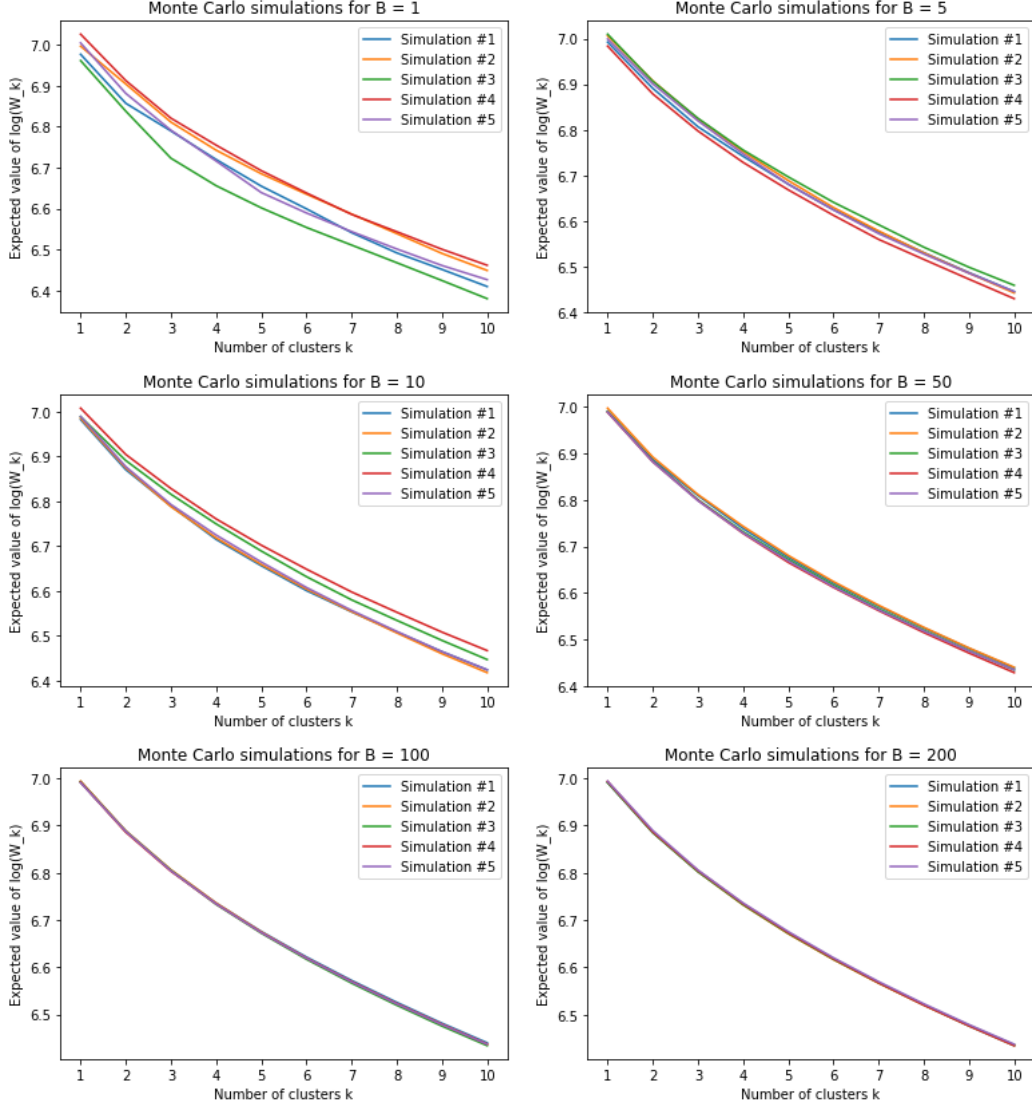 Monte Carlo simulations for B = 1
Expected value of log(W_k)
7.0
6.9
6.8
6.7
6.6
6.5
6.4
Simulation #1
Simulation #2
Simulation #3
Simulation #4
Simulation #5
1 2 3 4 5 6 7 8 9 10
Number of clusters k
Monte Carlo simulations for B = 5
Expected value of log(W_k)
7.0
6.9
6.8
6.7
6.6
6.5
6.4
Simulation #1
Simulation #2
Simulation #3
Simulation #4
Simulation #5
1 2 3 4 5 6 7 8 9 10
Number of clusters k
Monte Carlo simulations for B = 10
Expected value of log(W_k)
7.0
6.9
6.8
6.7
6.6
6.5
6.4
Simulation #1
Simulation #2
Simulation #3
Simulation #4
Simulation #5
1 2 3 4 5 6 7 8 9 10
Number of clusters k
Monte Carlo simulations for B = 50
Expected value of log(W_k)
7.0
6.9
6.8
6.7
6.6
6.5
6.4
Simulation #1
Simulation #2
Simulation #3
Simulation #4
Simulation #5
1 2 3 4 5 6 7 8 9 10
Number of clusters k
Monte Carlo simulations for B = 100
Expected value of log(W_k)
7.0
6.9
6.8
6.7
6.6
6.5
Simulation #1
Simulation #2
Simulation #3
Simulation #4
Simulation #5
1 2 3 4 5 6 7 8 9 10
Number of clusters k
Monte Carlo simulations for B = 200
Expected value of log(W_k)
7.0
6.9
6.8
6.7
6.6
6.5
Simulation #1
Simulation #2
Simulation #3
Simulation #4
Simulation #5
1 2 3 4 5 6 7 8 9 10
Number of clusters k